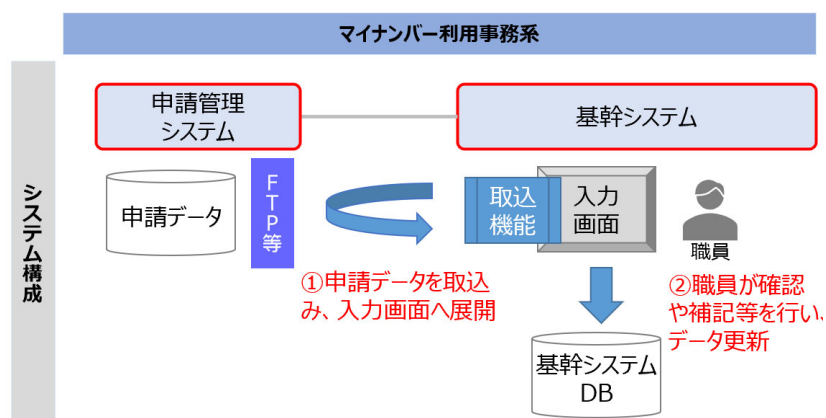 マイナンバー利用事務系
システム構成
申請管理
システム
基幹システム
申請データ
FTP等
取込
機能
入力
画面
職員
①申請データを取込
み、入力画面へ展開
②職員が確認
や補記等を行い、
データ更新
基幹システム
DB